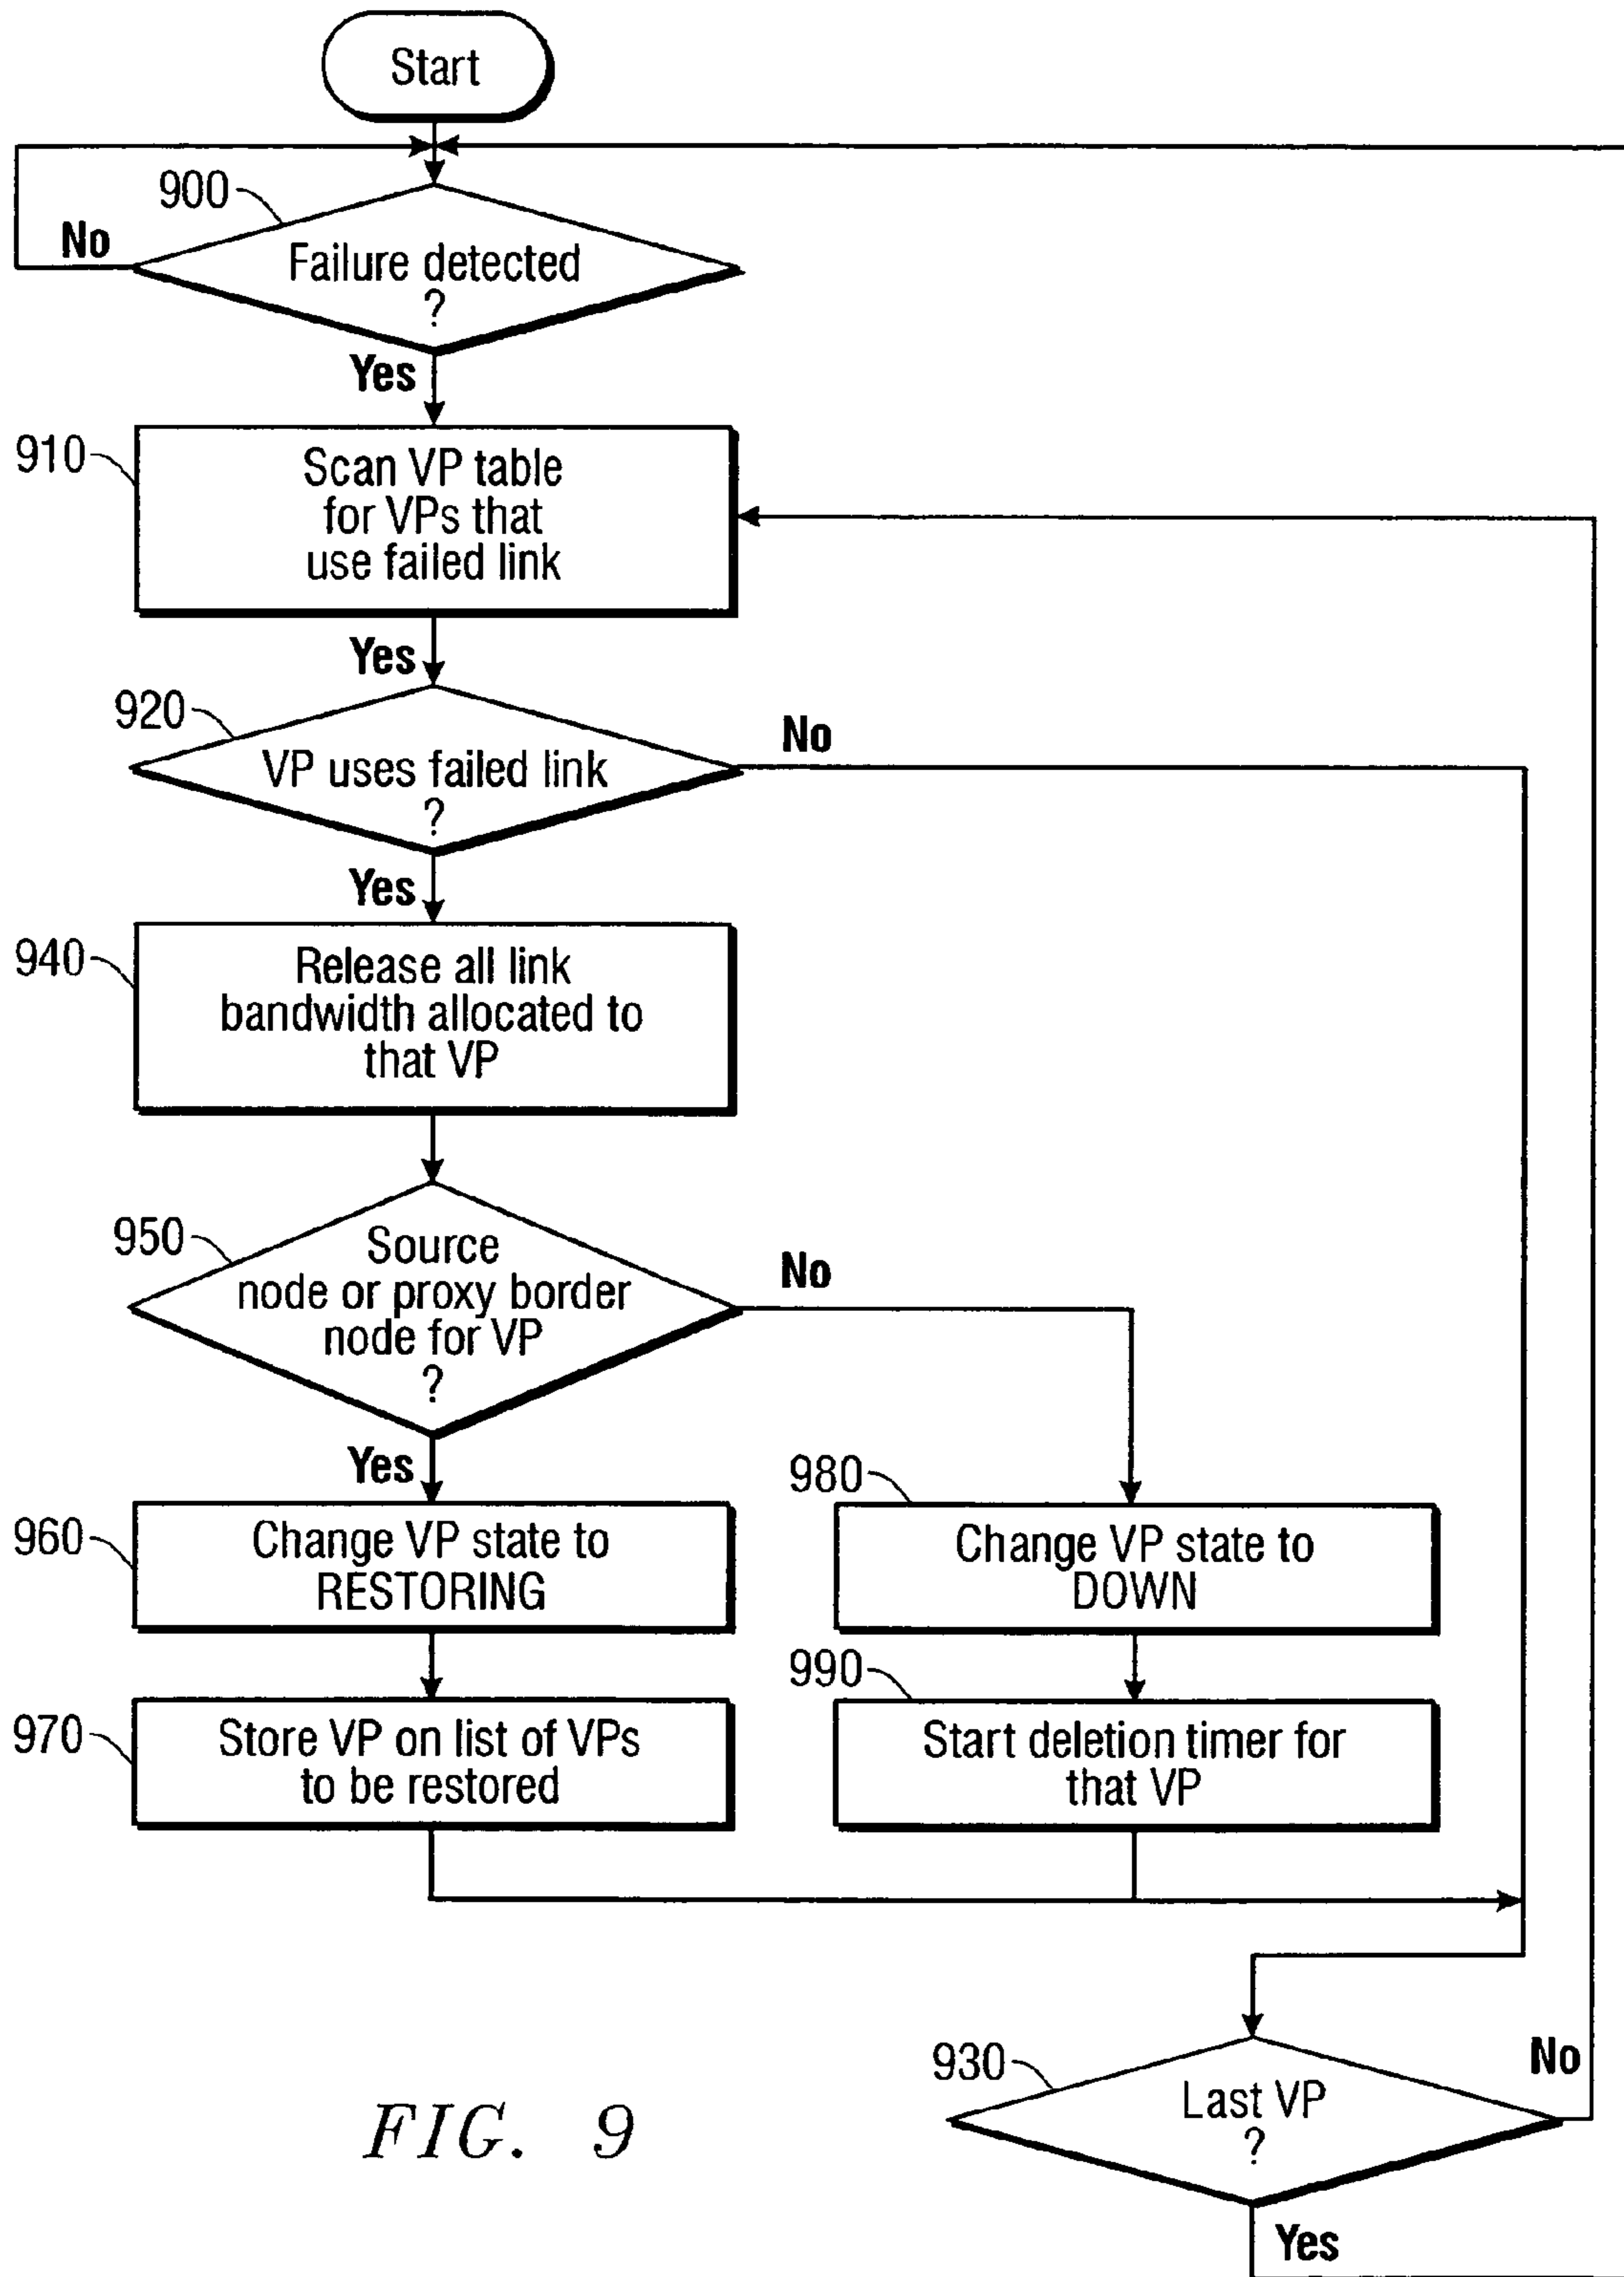 Start
900
No
Failure detected
?
Yes
910
Scan VP table
for VPs that
use failed link
Yes
920
VP uses failed link
?
No
Yes
940
Release all link
bandwidth allocated to
that VP
950
Source
node or proxy border
node for VP
?
No
Yes
960
Change VP state to
RESTORING
980
Change VP state to
DOWN
970
Store VP on list of VPs
to be restored
990
Start deletion timer for
that VP
930
Last VP
?
No
Yes
FIG. 9